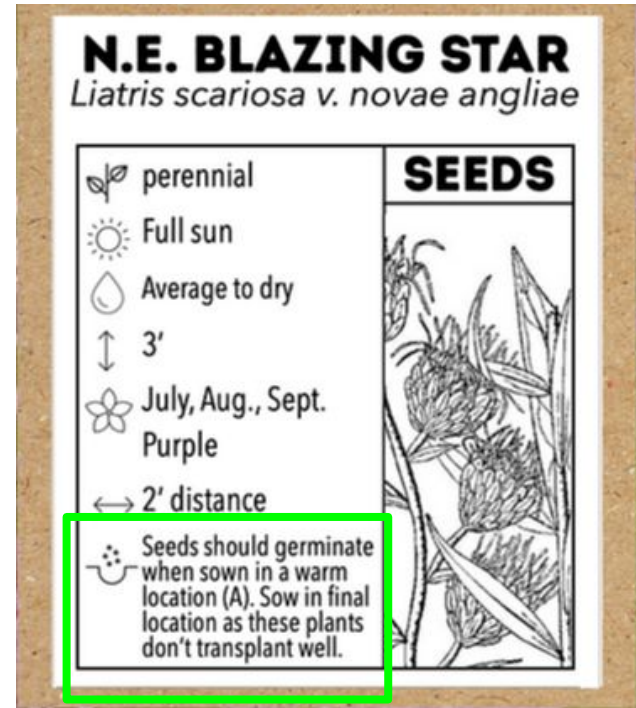 N.E. BLAZING STAR
Liatris scariosa v. novae angliae
perennial
Full sun
Average to dry
3'
July, Aug., Sept.
Purple
2' distance
Seeds should germinate
when sown in a warm
location (A). Sow in final
location as these plants
don't transplant well.
SEEDS